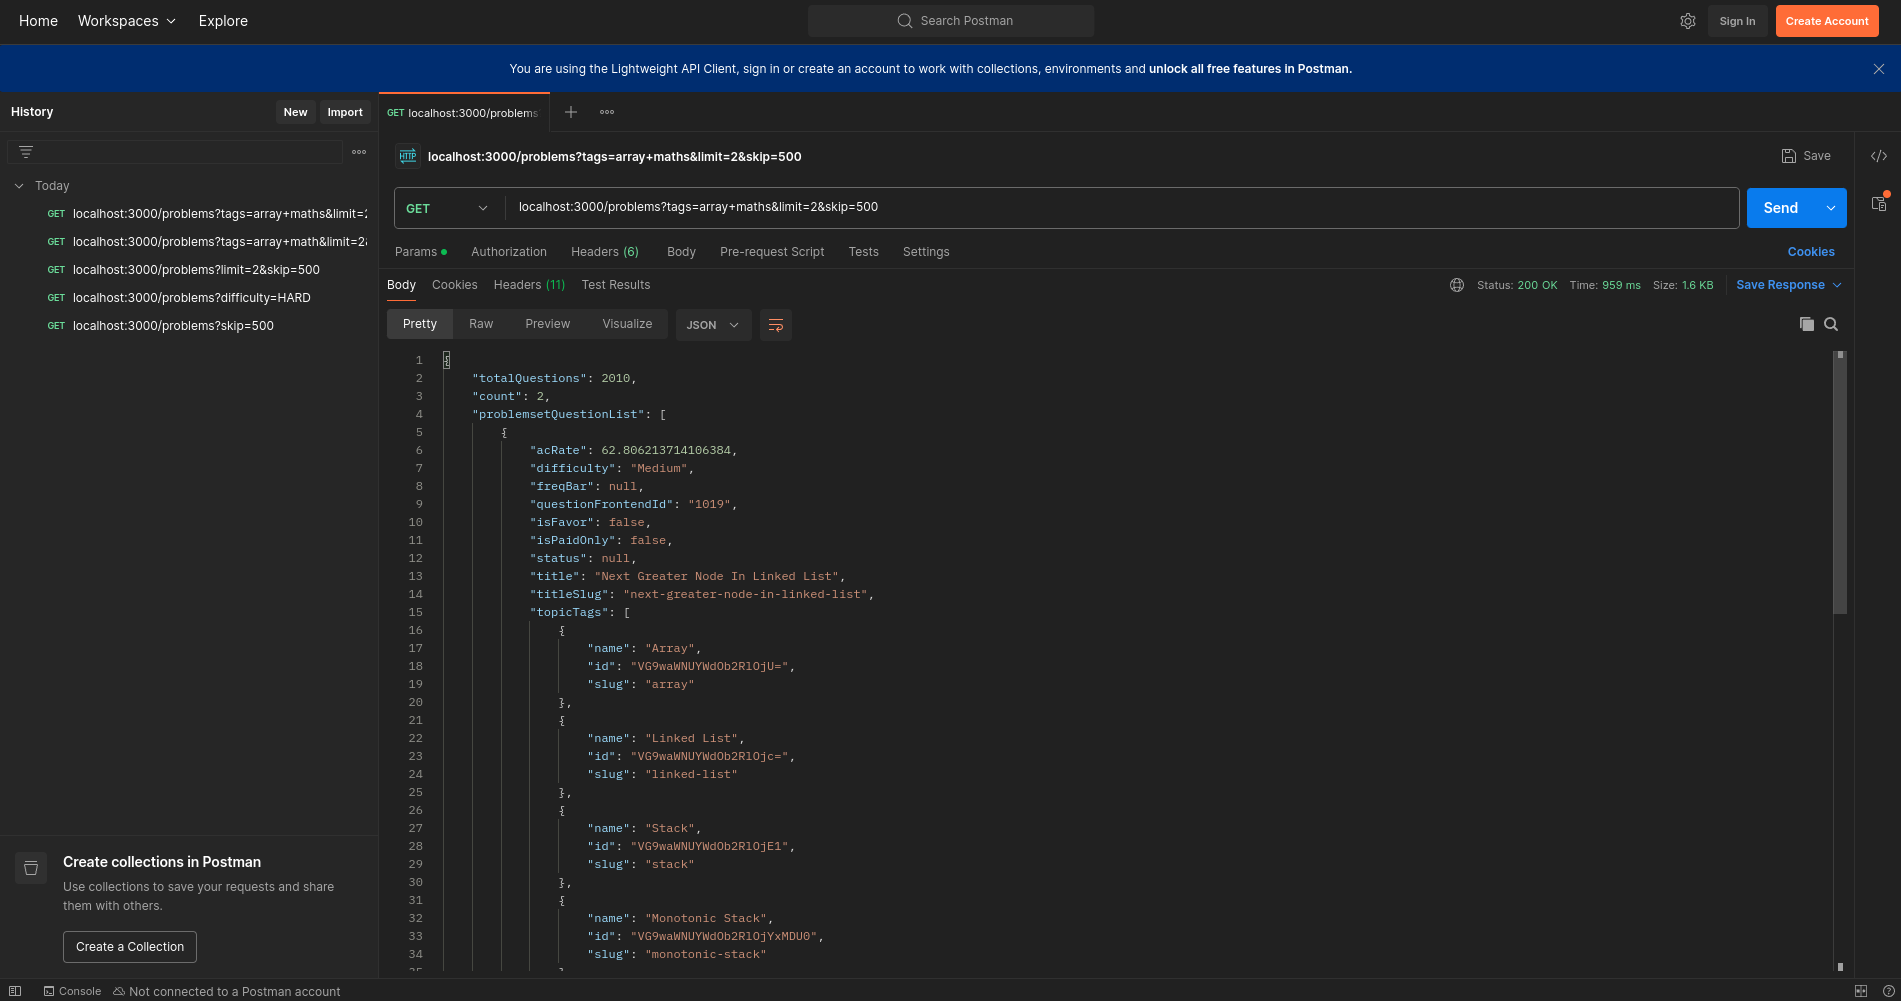 Home Workspaces Explore
Search Postman
Sign In Create Account
You are using the Lightweight API Client, sign in or create an account to work with collections, environments and unlock all free features in Postman.
History New Import
GET localhost:3000/problems
Today
GET localhost:3000/problems?tags=array+maths&limit=2
GET localhost:3000/problems?tags=array+math&limit=2&
GET localhost:3000/problems?limit=2&skip=500
GET localhost:3000/problems?difficulty=HARD
GET localhost:3000/problems?skip=500
HTTP localhost:3000/problems?tags=array+maths&limit=2&skip=500 Save
GET localhost:3000/problems?tags=array+maths&limit=2&skip=500 Send
Params Authorization Headers (6) Body Pre-request Script Tests Settings Cookies
Body Cookies Headers (11) Test Results Status: 200 OK Time: 959 ms Size: 1.6 KB Save Response
Pretty Raw Preview Visualize JSON
1 {
2 "totalQuestions": 2010,
3 "count": 2,
4 "problemsetQuestionList": [
5 {
6 "acRate": 62.806213714106384,
7 "difficulty": "Medium",
8 "freqBar": null,
9 "questionFrontendId": "1019",
10 "isFavor": false,
11 "isPaidOnly": false,
12 "status": null,
13 "title": "Next Greater Node In Linked List",
14 "titleSlug": "next-greater-node-in-linked-list",
15 "topicTags": [
16 {
17 "name": "Array",
18 "id": "VG9waWNUYWdOb2RlOjU=",
19 "slug": "array"
20 },
21 {
22 "name": "Linked List",
23 "id": "VG9waWNUYWdOb2RlOjc=",
24 "slug": "linked-list"
25 },
26 {
27 "name": "Stack",
28 "id": "VG9waWNUYWdOb2RlOjE1",
29 "slug": "stack"
30 },
31 {
32 "name": "Monotonic Stack",
33 "id": "VG9waWNUYWdOb2RlOjYxMDU0",
34 "slug": "monotonic-stack"
Create collections in Postman
Use collections to save your requests and share
them with others.
Create a Collection
Console Not connected to a Postman account